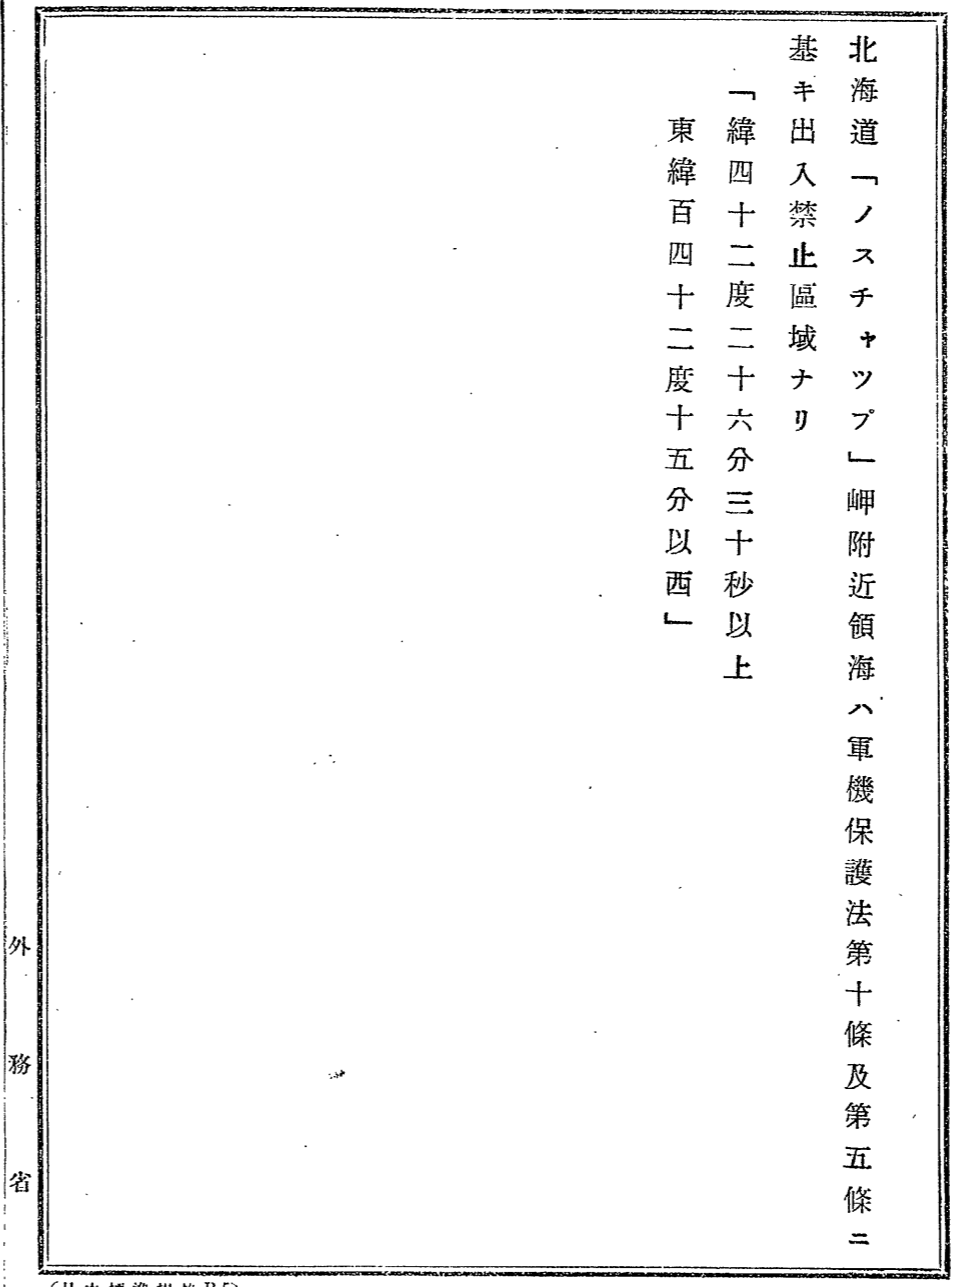 北海道「ノスチャップ」岬附近領海ハ軍機保護法第十條及第五條ニ
基キ出入禁止區域ナリ
「緯四十二度二十六分三十秒以上
東緯百四十二度十五分以西」
外務省